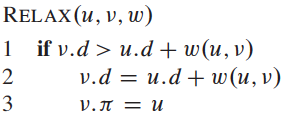 RELAX(u, v, w)
1 if v.d > u.d + w(u, v)
2 v.d = u.d + w(u, v)
3 v.π = u